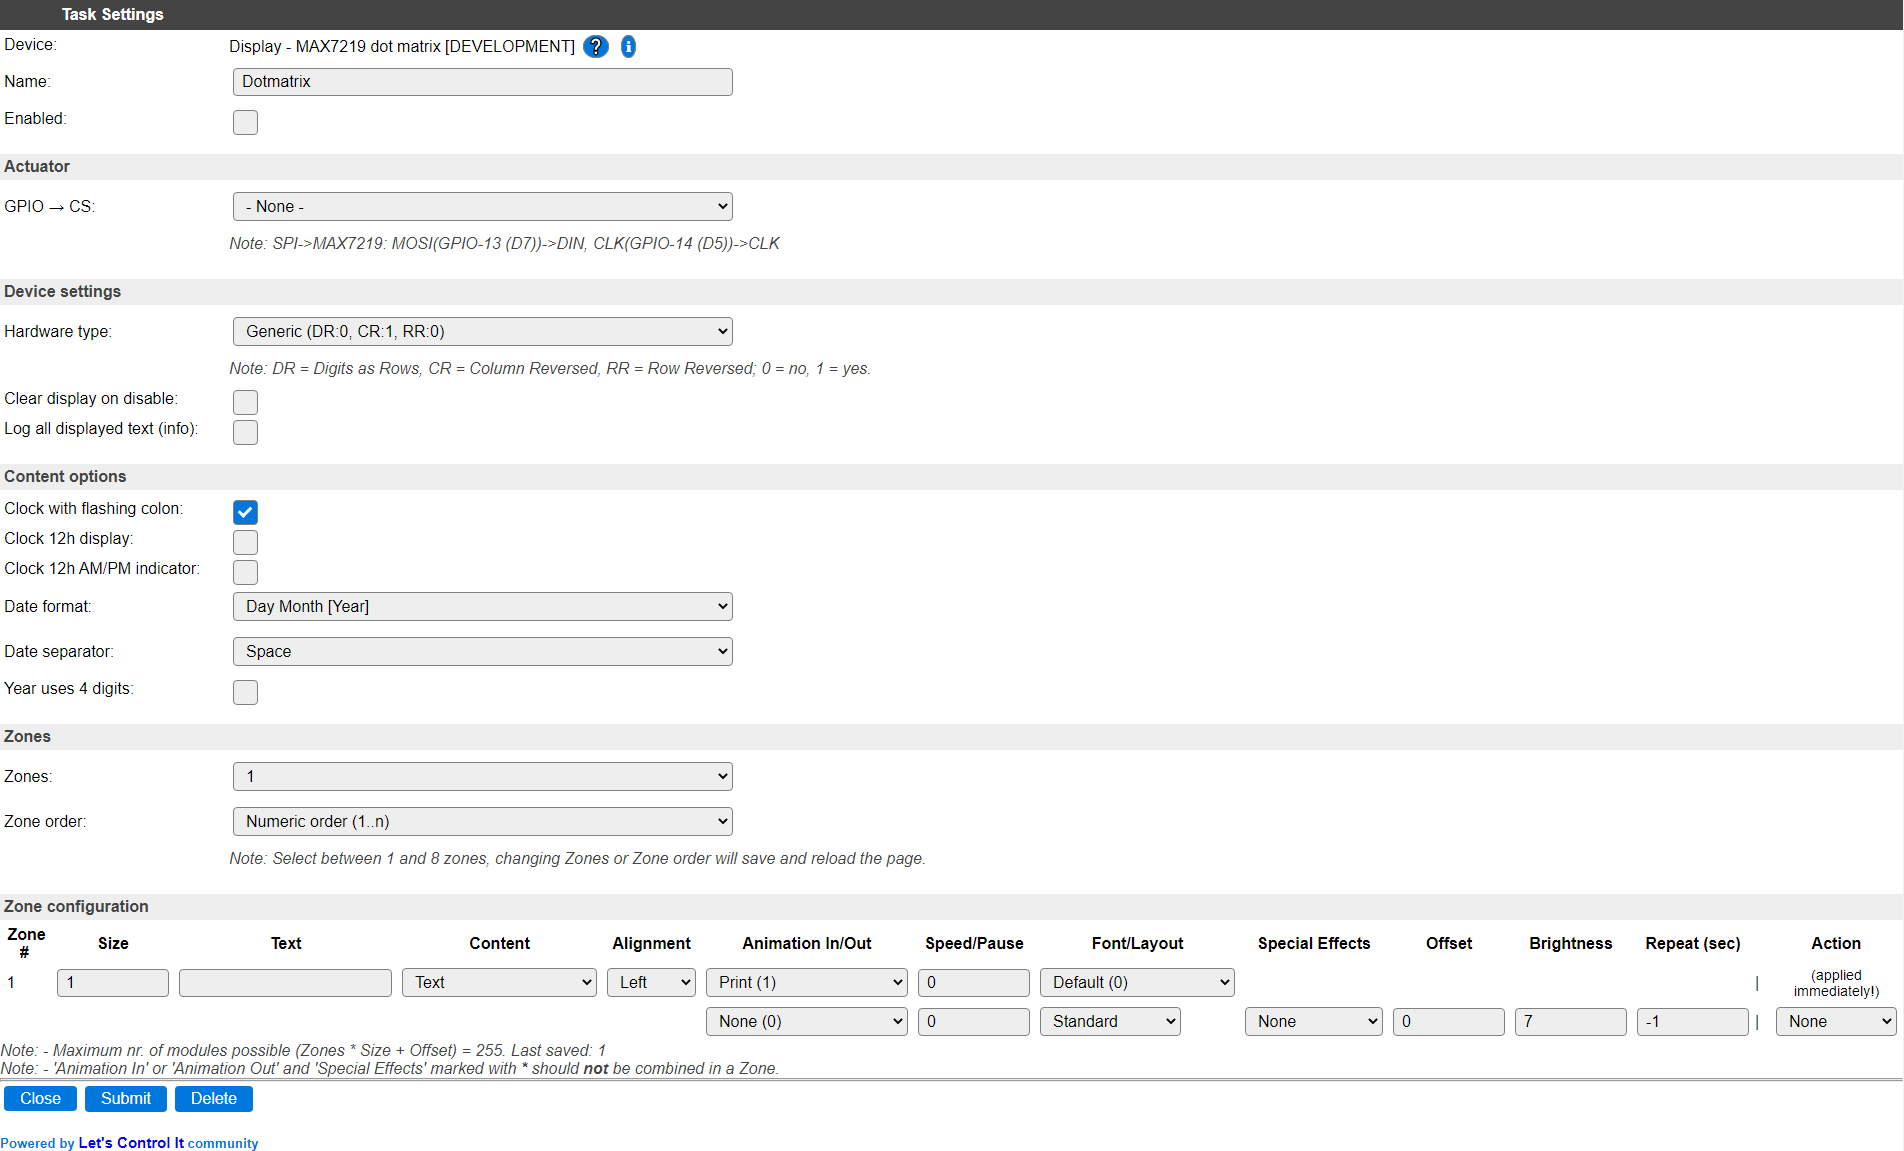 Task Settings
Device: Display - MAX7219 dot matrix [DEVELOPMENT] ? i
Name: Dotmatrix
Enabled:
Actuator
GPIO → CS: - None -
Note: SPI->MAX7219: MOSI(GPIO-13 (D7))->DIN, CLK(GPIO-14 (D5))->CLK
Device settings
Hardware type: Generic (DR:0, CR:1, RR:0)
Note: DR = Digits as Rows, CR = Column Reversed, RR = Row Reversed; 0 = no, 1 = yes.
Clear display on disable:
Log all displayed text (info):
Content options
Clock with flashing colon:
Clock 12h display:
Clock 12h AM/PM indicator:
Date format: Day Month [Year]
Date separator: Space
Year uses 4 digits:
Zones
Zones: 1
Zone order: Numeric order (1..n)
Note: Select between 1 and 8 zones, changing Zones or Zone order will save and reload the page.
Zone configuration
Zone # Size Text Content Alignment Animation In/Out Speed/Pause Font/Layout Special Effects Offset Brightness Repeat (sec) Action
1 1 Text Left Print (1) 0 Default (0) | (applied immediately!)
None (0) 0 Standard None 0 7 -1 | None
Note: - Maximum nr. of modules possible (Zones * Size + Offset) = 255. Last saved: 1
Note: - 'Animation In' or 'Animation Out' and 'Special Effects' marked with * should not be combined in a Zone.
Close Submit Delete
Powered by Let's Control It community